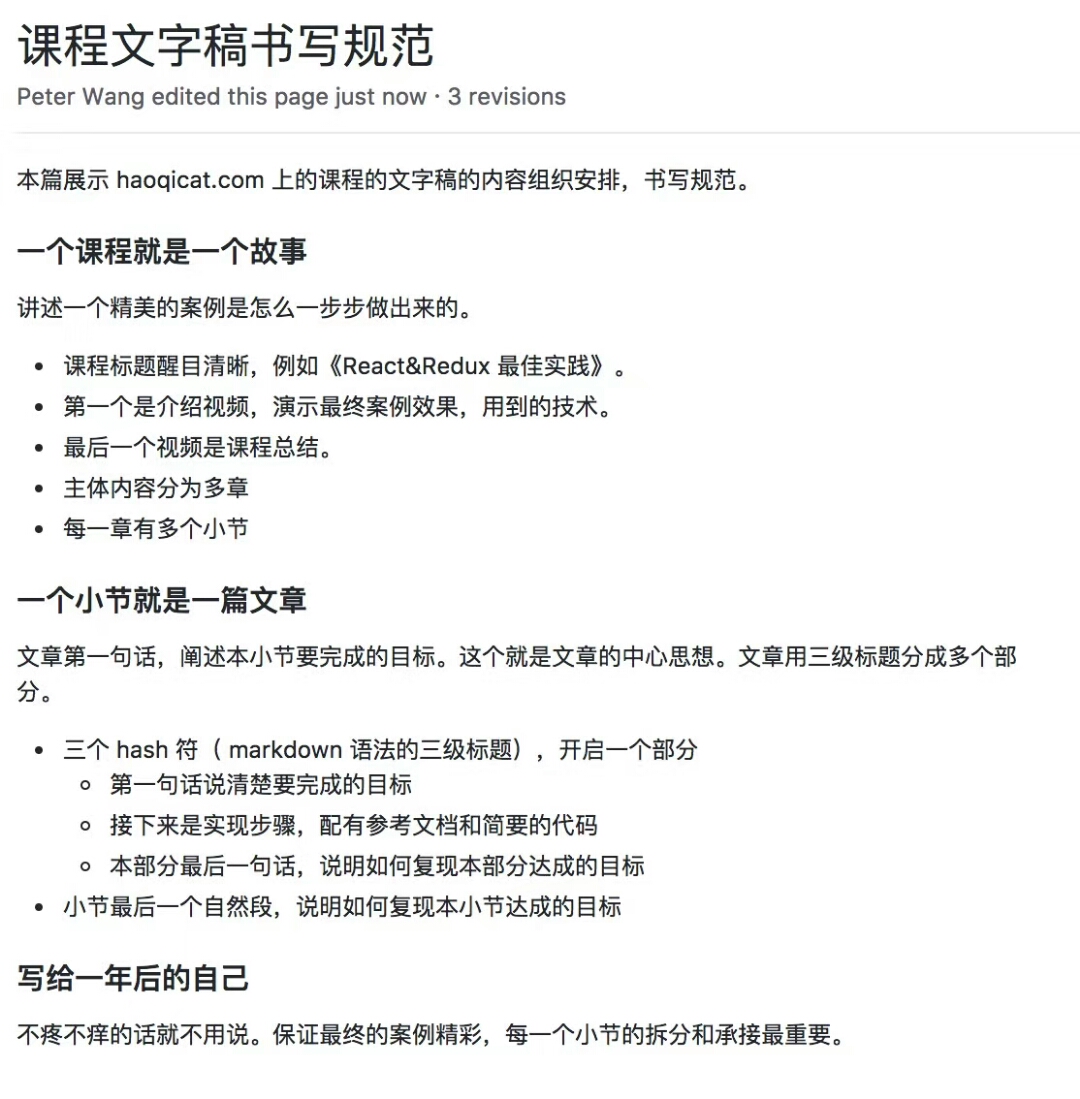 课程文字稿书写规范
Peter Wang edited this page just now · 3 revisions
本篇展示 haoqicat.com 上的课程的文字稿的内容组织安排，书写规范。
一个课程就是一个故事
讲述一个精美的案例是怎么一步步做出来的。
课程标题醒目清晰，例如《React&Redux 最佳实践》。
第一个是介绍视频，演示最终案例效果，用到的技术。
最后一个视频是课程总结。
主体内容分为多章
每一章有多个小节
一个小节就是一篇文章
文章第一句话，阐述本小节要完成的目标。这个就是文章的中心思想。文章用三级标题分成多个部
分。
三个 hash 符（ markdown 语法的三级标题），开启一个部分
第一句话说清楚要完成的目标
接下来是实现步骤，配有参考文档和简要的代码
本部分最后一句话，说明如何复现本部分达成的目标
小节最后一个自然段，说明如何复现本小节达成的目标
写给一年后的自己
不疼不痒的话就不用说。保证最终的案例精彩，每一个小节的拆分和承接最重要。